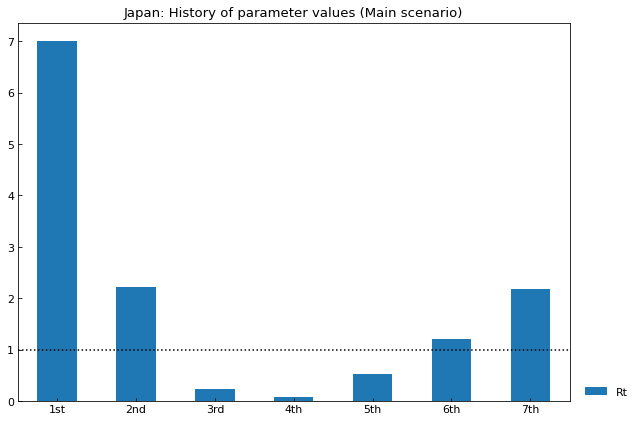 Japan: History of parameter values (Main scenario)
7
6
5
4
3
2
1
0
1st 2nd 3rd 4th 5th 6th 7th
Rt